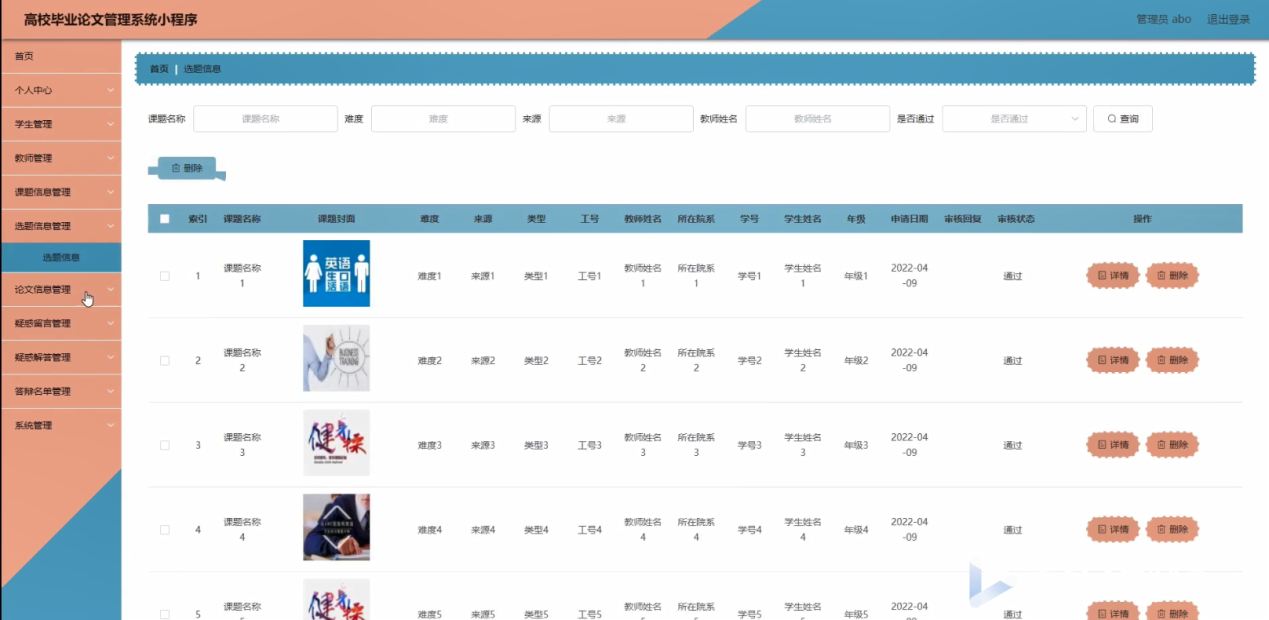 高校毕业论文管理系统小程序
管理员 abo 退出登录
首页
个人中心
学生管理
教师管理
课题信息管理
选题信息管理
选题信息
论文信息管理
疑惑留言管理
疑惑解答管理
答辩名单管理
系统管理
首页 | 选题信息
课题名称 课题名称 难度 难度 来源 来源 教师姓名 教师姓名 是否通过 是否通过 查询
删除
索引 课题名称 课题封面 难度 来源 类型 工号 教师姓名 所在院系 学号 学生姓名 年级 申请日期 审核回复 审核状态 操作
英语
生口
活语
1 课题名称 难度1 来源1 类型1 工号1 教师姓名 所在院系 学号1 学生姓名 年级1 2022-04 通过 详情 删除
1 1 1 1 -09
BUSINESS
TRAINING
2 课题名称 难度2 来源2 类型2 工号2 教师姓名 所在院系 学号2 学生姓名 年级2 2022-04 通过 详情 删除
2 2 2 2 -09
健身操
3 课题名称 难度3 来源3 类型3 工号3 教师姓名 所在院系 学号3 学生姓名 年级3 2022-04 通过 详情 删除
3 3 3 3 -09
4 课题名称 难度4 来源4 类型4 工号4 教师姓名 所在院系 学号4 学生姓名 年级4 2022-04 通过 详情 删除
4 4 4 4 -09
健身操
5 课题名称 难度5 来源5 类型5 工号5 教师姓名 所在院系 学号5 学生姓名 年级5 2022-04 通过 详情 删除